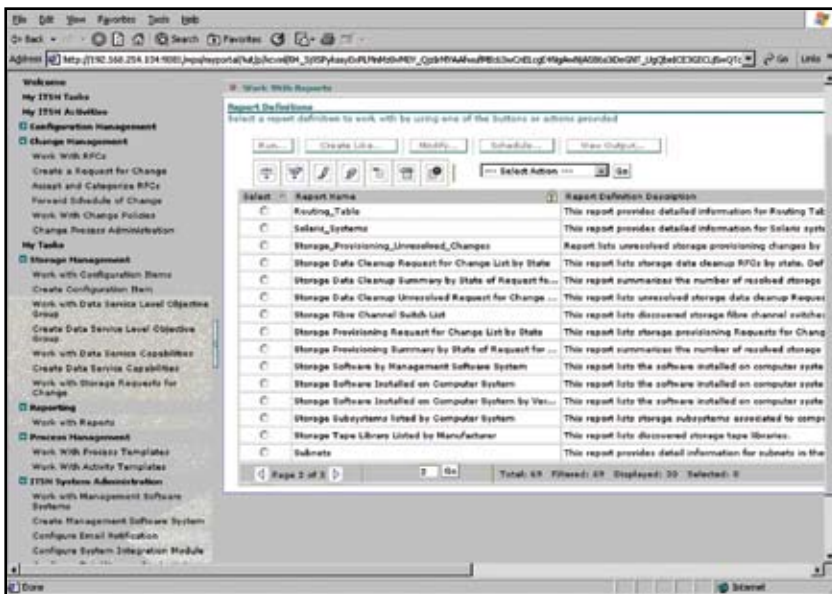 File Edit View Favorites Tools Help
Back Search Favorites
Address Go Links
Welcome
My ITSM Tasks
My ITSM Activities
Configuration Management
Change Management
Work With RFCs
Create a Request for Change
Accept and Categorize RFCs
Forward Schedule of Change
Work With Change Policies
Change Process Administration
My Tasks
Storage Management
Work with Configuration Items
Create Configuration Item
Work with Data Service Level Objective
Group
Create Data Service Level Objective
Group
Work with Data Service Capabilities
Create Data Service Capabilities
Work with Storage Requests for
Change
Reporting
Work with Reports
Process Management
Work With Process Templates
Work With Activity Templates
ITSM System Administration
Work with Management Software
Systems
Create Management Software System
Configure Email Notification
Configure System Integration Module
Work With Reports
Report Definitions
Select a report definition to work with by using one of the buttons or actions provided
Run... Create Like... Modify... Schedule... View Output...
--- Select Action --- Go
Select Report Name Report Definition Description
Routing_Table This report provides detailed information for Routing Tab
Solaris_Systems This report provides detailed information for Solaris syste
Storage_Provisioning_Unresolved_Changes Report lists unresolved storage provisioning changes by
Storage Data Cleanup Request for Change List by State This report lists storage data cleanup RFCs by state. Def
Storage Data Cleanup Summary by State of Request fo... This report summarizes the number of resolved storage
Storage Data Cleanup Unresolved Request for Change ... This report lists unresolved storage data cleanup Reques
Storage Fibre Channel Switch List This report lists discovered storage fibre channel switches
Storage Provisioning Request for Change List by State This report lists storage provisioning Requests for Chang
Storage Provisioning Summary by State of Request for ... This report summarizes the number of resolved storage
Storage Software by Management Software System This report lists the software installed on computer syste
Storage Software Installed on Computer System This report lists the software installed on computer syste
Storage Software Installed on Computer System by Ver... This report lists the software installed on computer syste
Storage Subsystems listed by Computer System This report lists storage subsystems associated to compu
Storage Tape Library Listed by Manufacturer This report lists discovered storage tape libraries.
Subnets This report provides detail information for subnets in the
Page 2 of 3 Go Total: 69 Filtered: 69 Displayed: 30 Selected: 0
Done Internet